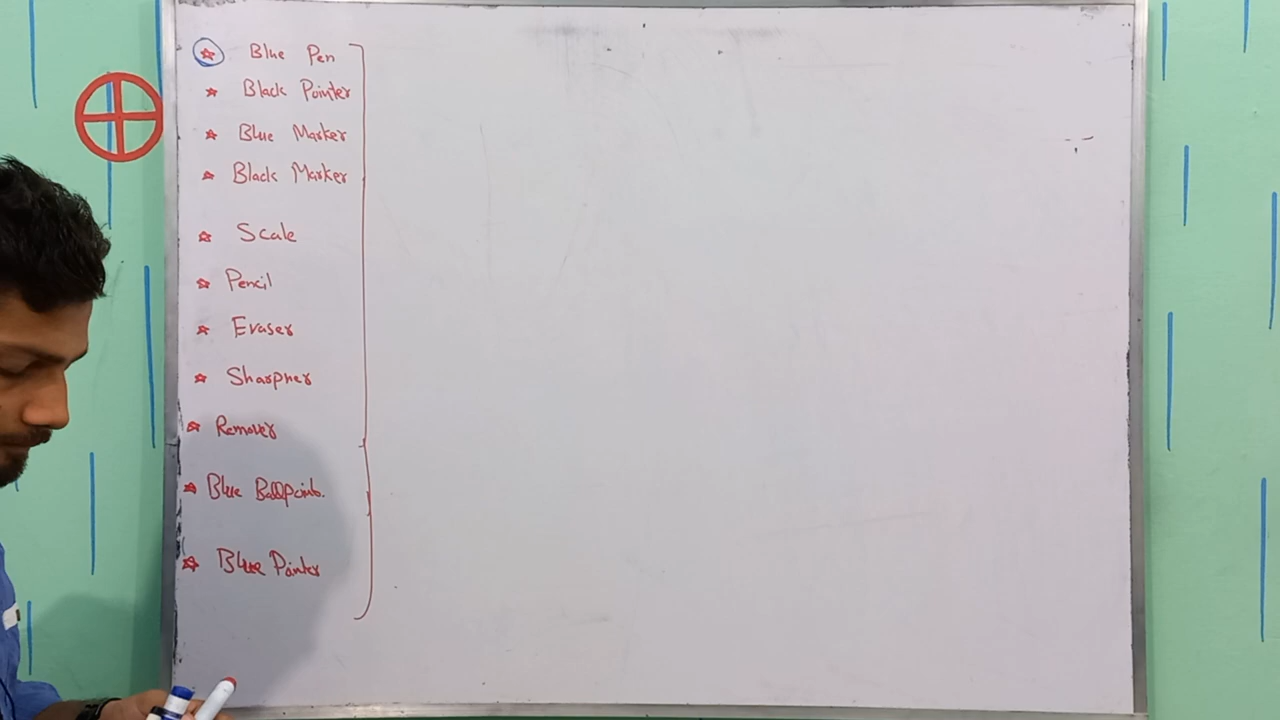 Blue Pen
Black Pointer
Blue Marker
Black Marker
Scale
Pencil
Eraser
Sharpner
Remover
Blue Ballpoint.
Blue Pointer